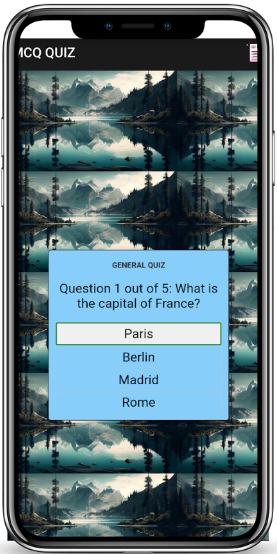 MCQ QUIZ
GENERAL QUIZ
Question 1 out of 5: What is
the capital of France?
Paris
Berlin
Madrid
Rome